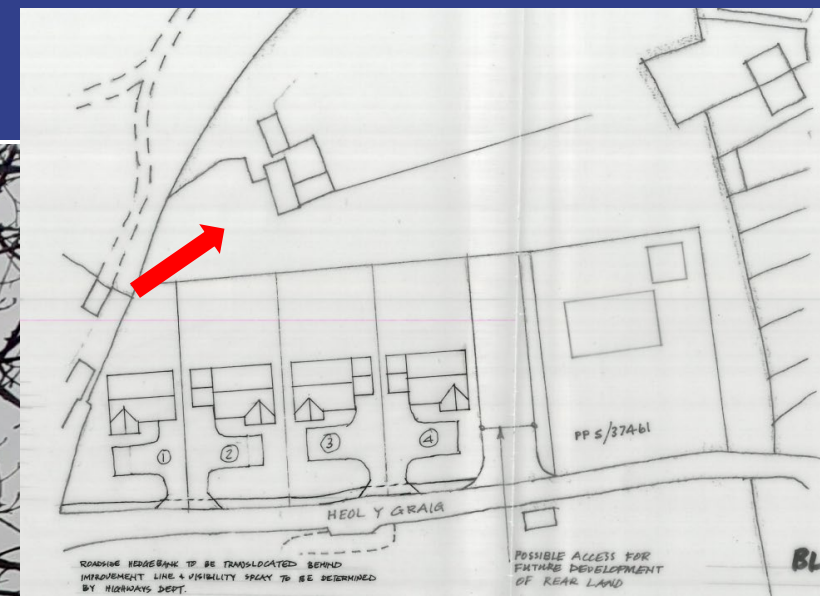 ① ② ③ ④
PP S/37461
HEOL Y GRAIG
ROADSIDE HEDGEBANK TO BE TRANSLOCATED BEHIND
IMPROVEMENT LINE & VISIBILITY SPLAY TO BE DETERMINED
BY HIGHWAYS DEPT.
POSSIBLE ACCESS FOR
FUTURE DEVELOPMENT
OF REAR LAND
BL